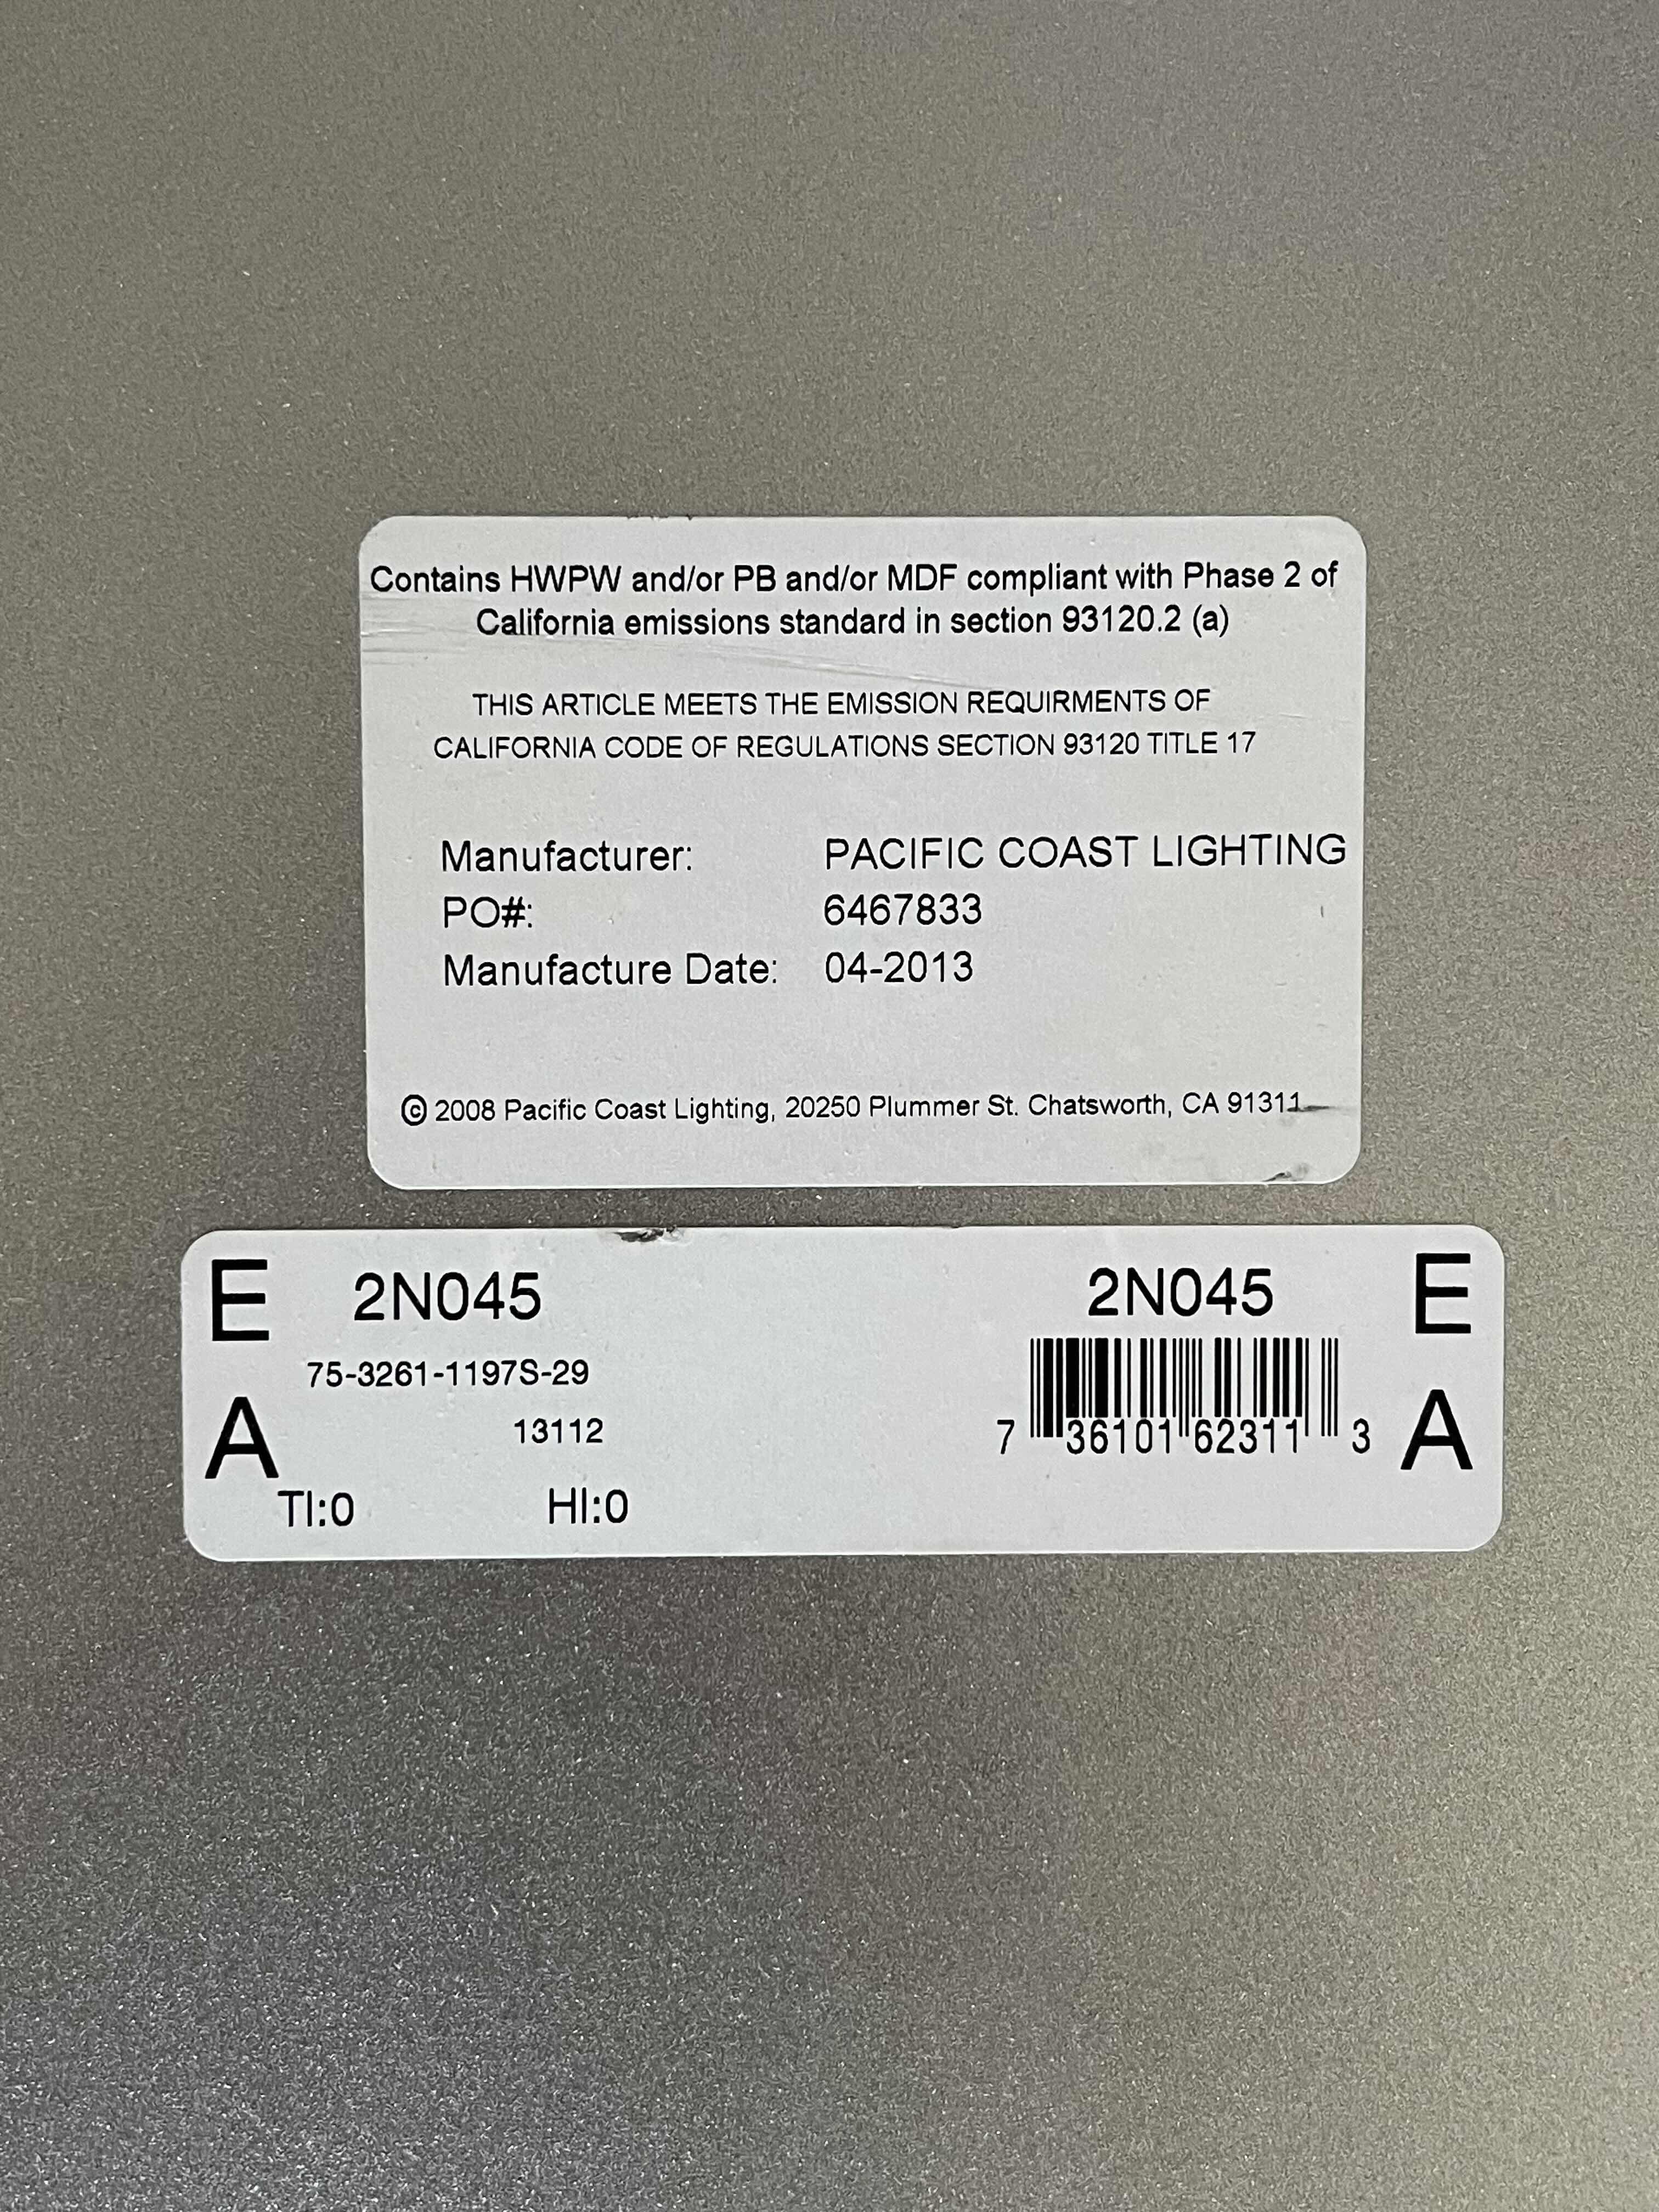 Contains HWPW and/or PB and/or MDF compliant with Phase 2 of
California emissions standard in section 93120.2 (a)
THIS ARTICLE MEETS THE EMISSION REQUIRMENTS OF
CALIFORNIA CODE OF REGULATIONS SECTION 93120 TITLE 17
Manufacturer: PACIFIC COAST LIGHTING
PO#: 6467833
Manufacture Date: 04-2013
© 2008 Pacific Coast Lighting, 20250 Plummer St. Chatsworth, CA 91311
E 2N045 2N045 E
75-3261-1197S-29
A 13112 7 36101 62311 3 A
TI:0 HI:0